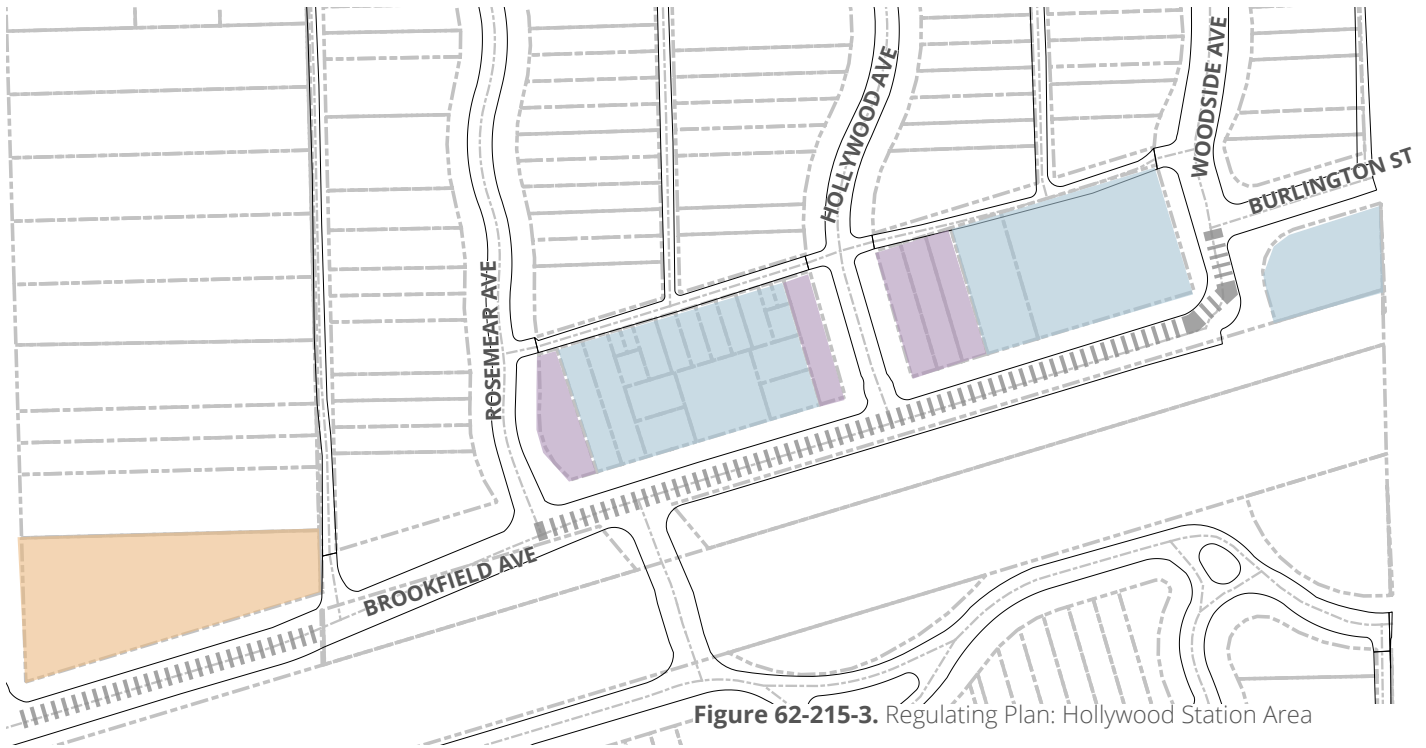 WOODSIDE AVE
HOLLYWOOD AVE
BURLINGTON ST
ROSEMEAR AVE
BROOKFIELD AVE
Figure 62-215-3. Regulating Plan: Hollywood Station Area